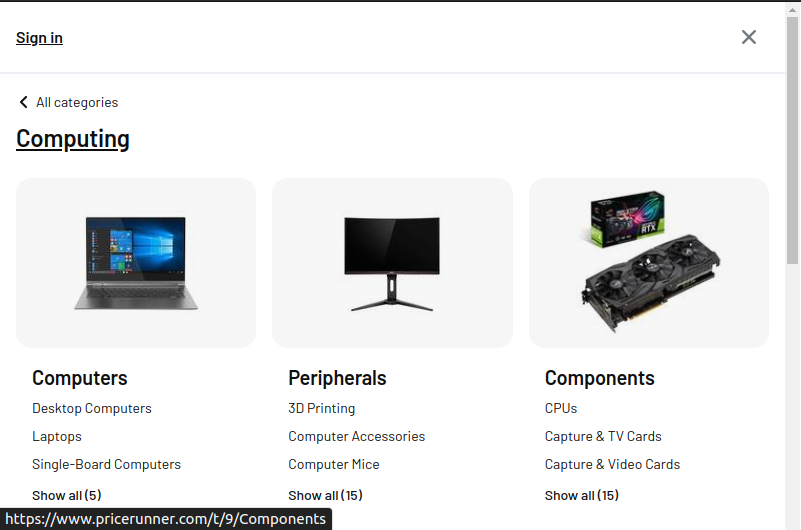 Sign in
All categories
Computing
RTX
Computers
Peripherals
Components
Desktop Computers
3D Printing
CPUs
Laptops
Computer Accessories
Capture & TV Cards
Single-Board Computers
Computer Mice
Capture & Video Cards
Show all (5)
Show all (15)
Show all (15)
https://www.pricerunner.com/t/9/Components